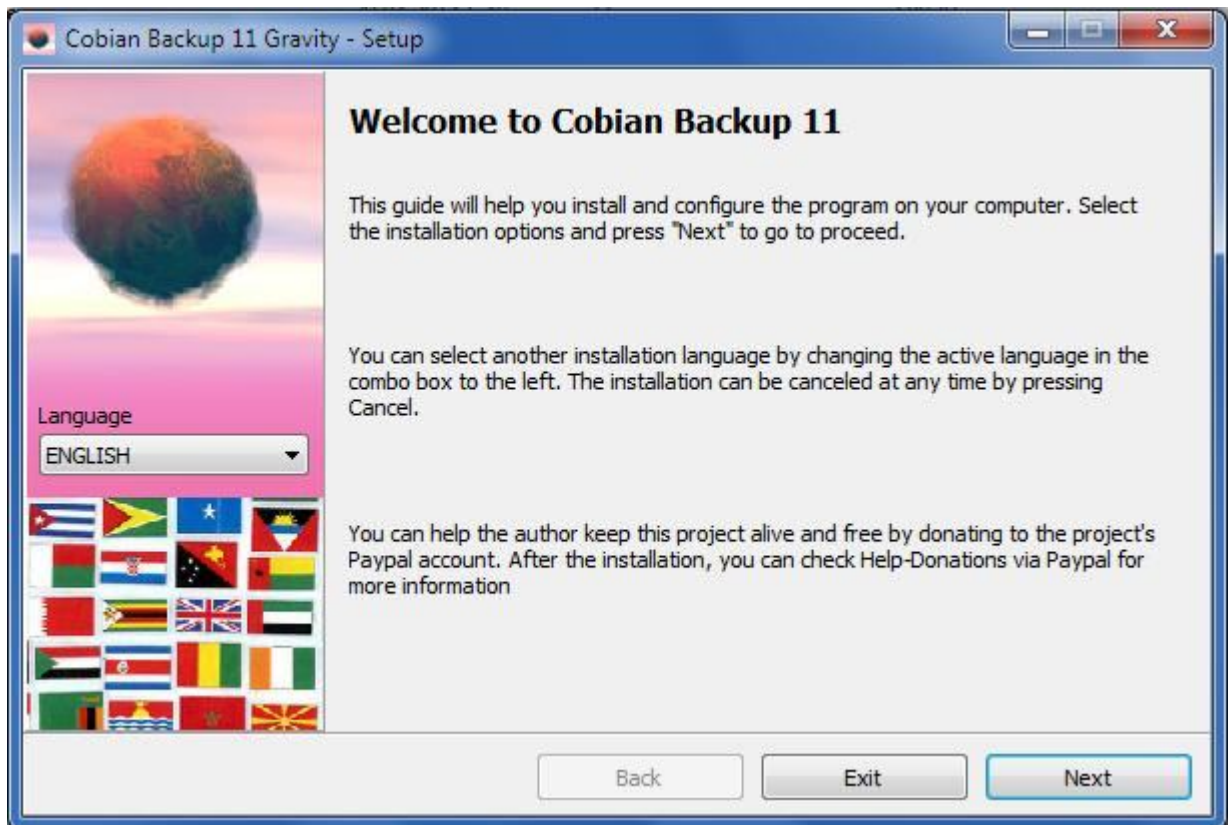 Cobian Backup 11 Gravity - Setup
Welcome to Cobian Backup 11
This guide will help you install and configure the program on your computer. Select
the installation options and press "Next" to go to proceed.
You can select another installation language by changing the active language in the
combo box to the left. The installation can be canceled at any time by pressing
Cancel.
Language
ENGLISH
You can help the author keep this project alive and free by donating to the project's
Paypal account. After the installation, you can check Help-Donations via Paypal for
more information
Back
Exit
Next